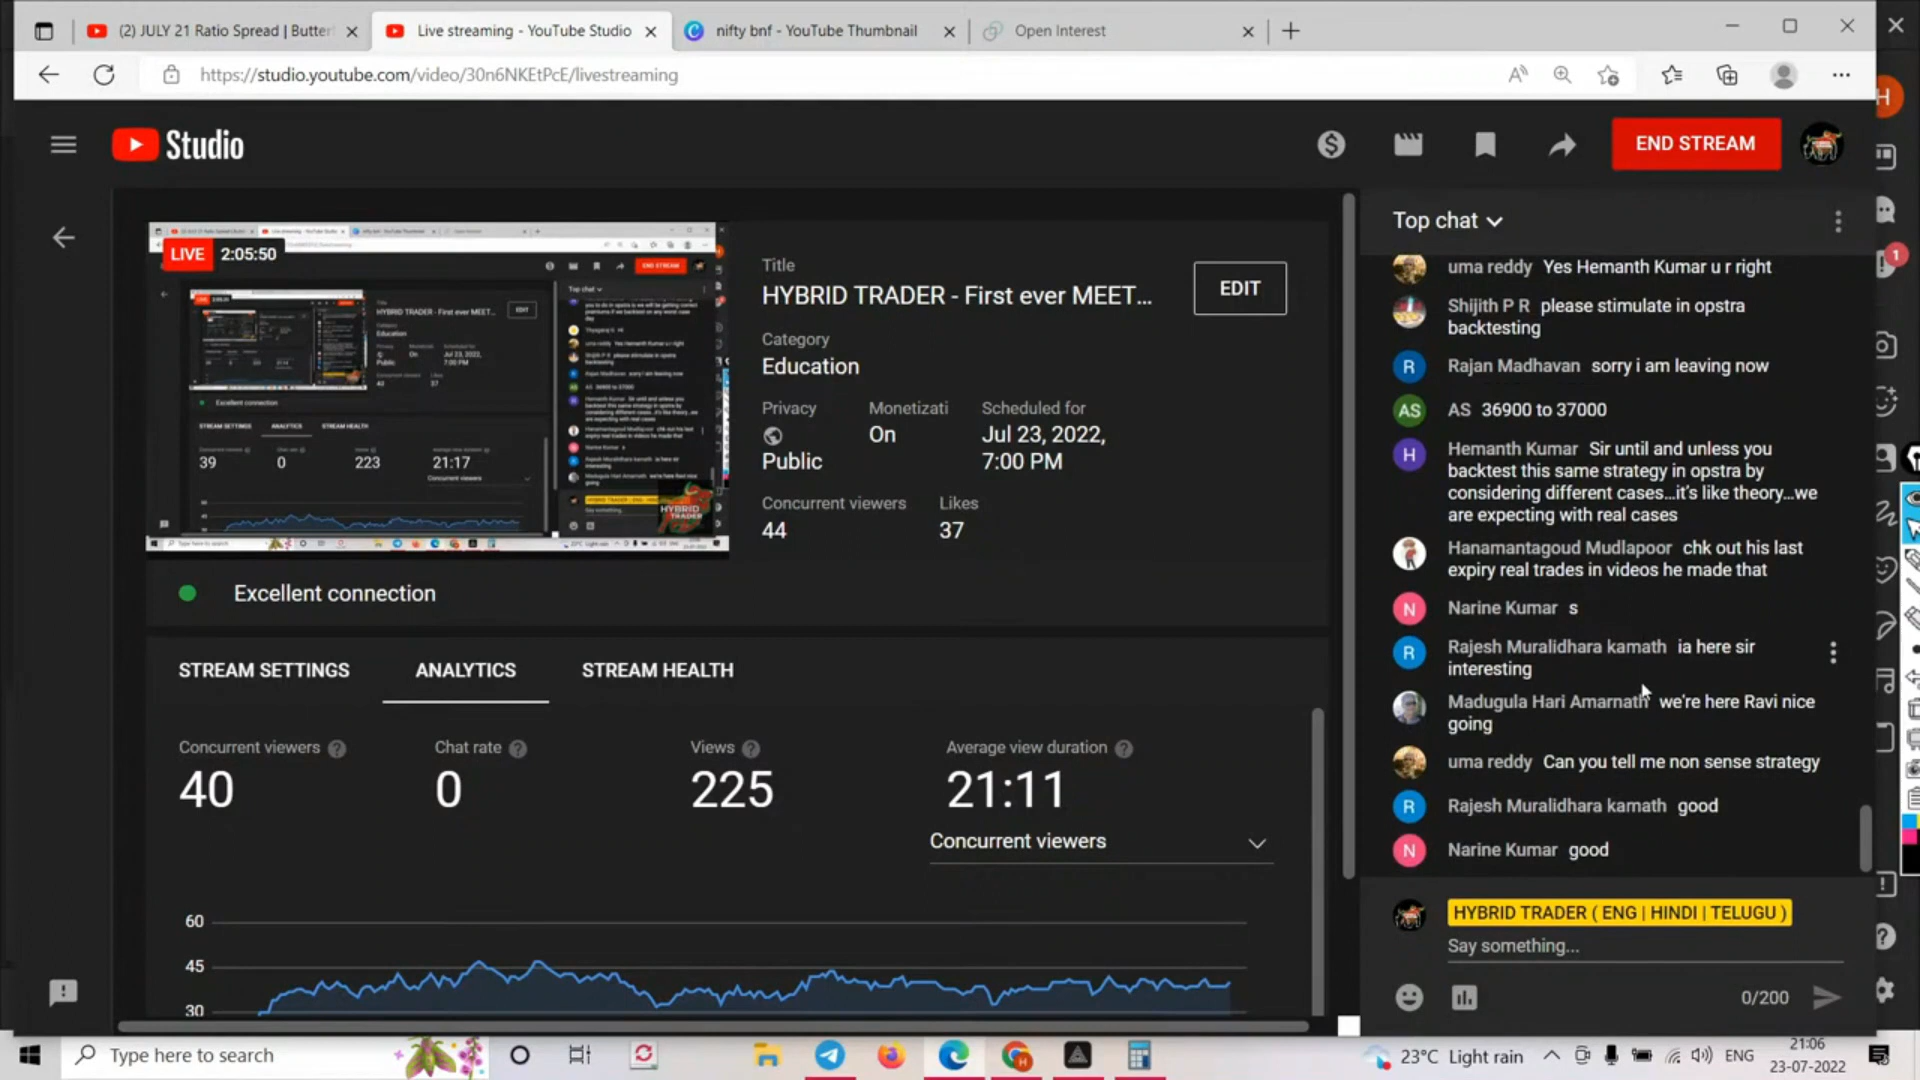 (2) JULY 21 Ratio Spread | Butter
Live streaming - YouTube Studio
nifty bnf - YouTube Thumbnail
Open Interest
https://studio.youtube.com/video/30n6NKEtPcE/livestreaming
Studio
END STREAM
LIVE 2:05:50
Title
HYBRID TRADER - First ever MEET...
EDIT
Category
Education
Privacy
Public
Monetizati
On
Scheduled for
Jul 23, 2022,
7:00 PM
Concurrent viewers
44
Likes
37
Excellent connection
STREAM SETTINGS
ANALYTICS
STREAM HEALTH
Concurrent viewers
40
Chat rate
0
Views
225
Average view duration
21:11
Concurrent viewers
60
45
30
Top chat
uma reddy Yes Hemanth Kumar u r right
Shijith P R please stimulate in opstra
backtesting
Rajan Madhavan sorry i am leaving now
AS AS 36900 to 37000
Hemanth Kumar Sir until and unless you
backtest this same strategy in opstra by
considering different cases...it's like theory...we
are expecting with real cases
Hanamantagoud Mudlapoor chk out his last
expiry real trades in videos he made that
Narine Kumar s
Rajesh Muralidhara kamath ia here sir
interesting
Madugula Hari Amarnath we're here Ravi nice
going
uma reddy Can you tell me non sense strategy
Rajesh Muralidhara kamath good
Narine Kumar good
HYBRID TRADER ( ENG | HINDI | TELUGU )
Say something...
0/200
Type here to search
23°C Light rain
ENG
21:06
23-07-2022